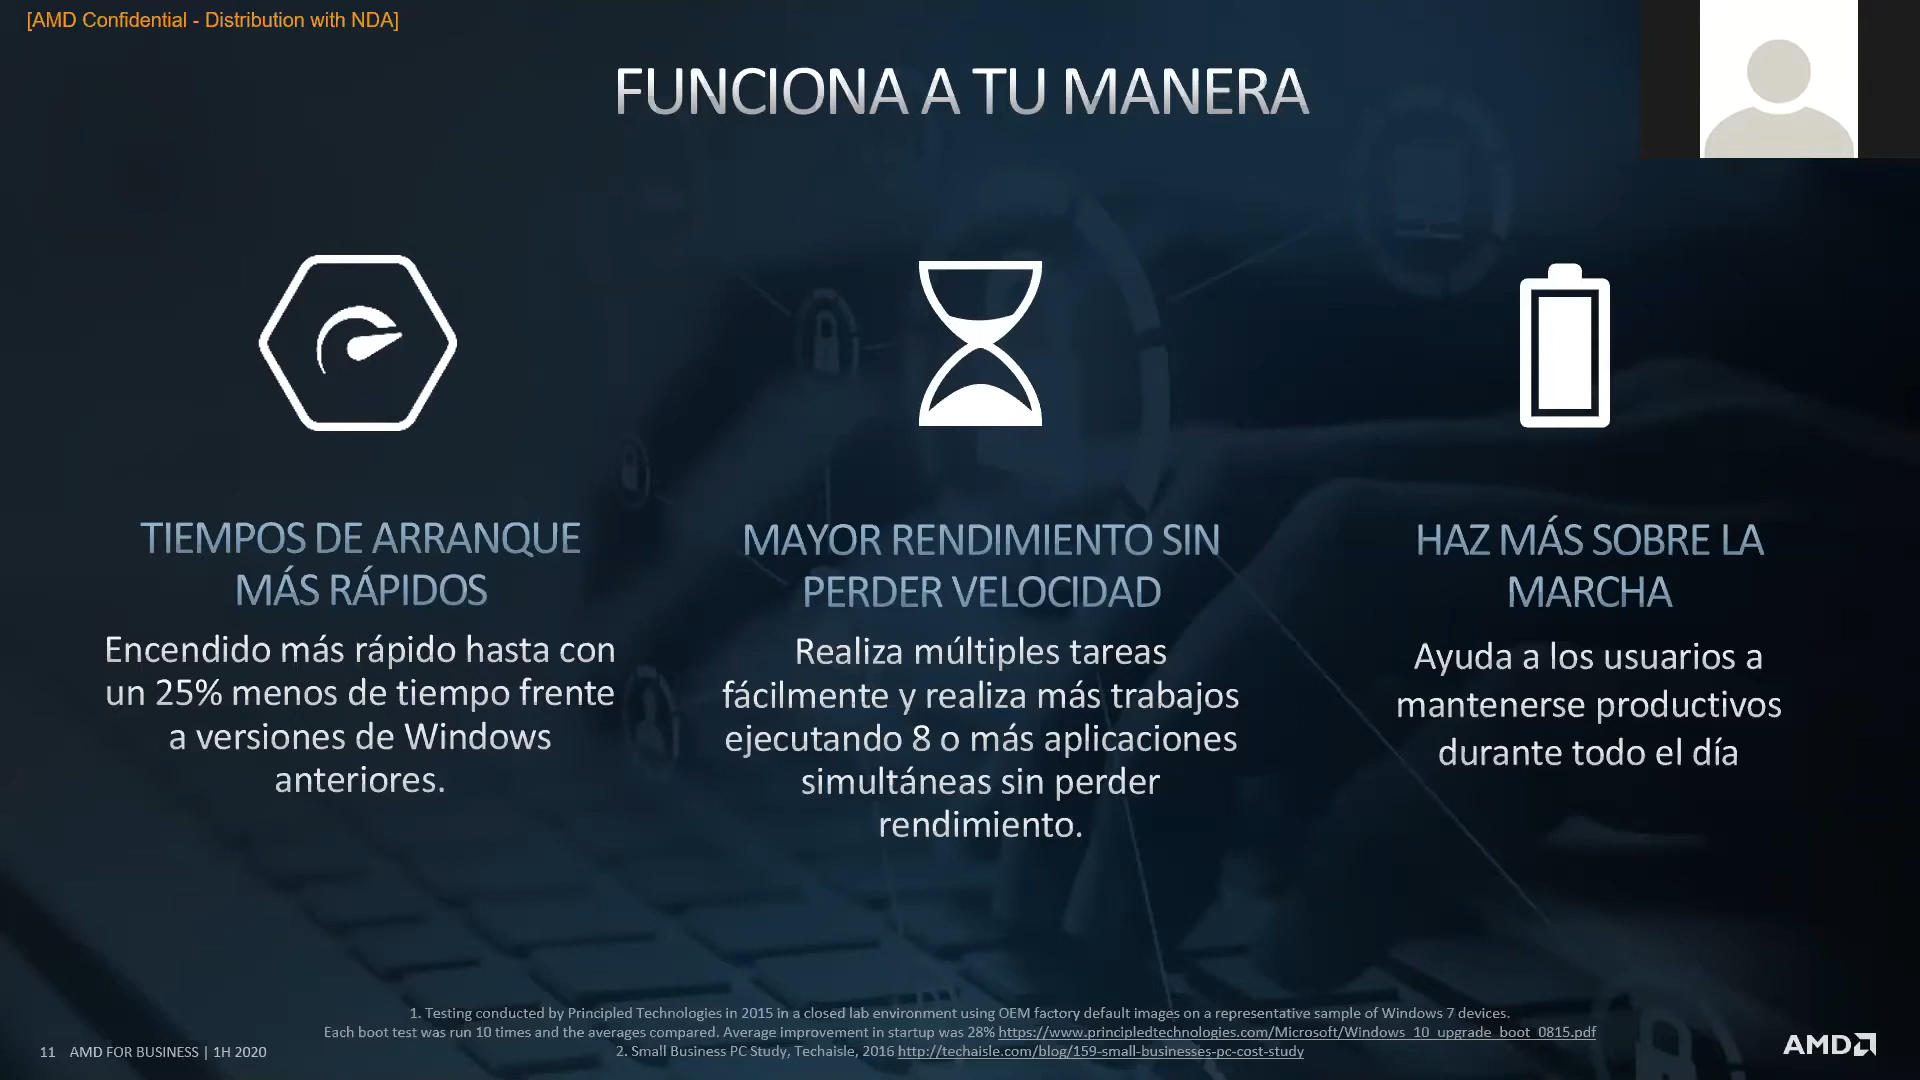 [AMD Confidential - Distribution with NDA]
FUNCIONA A TU MANERA
TIEMPOS DE ARRANQUE
MÁS RÁPIDOS
Encendido más rápido hasta con
un 25% menos de tiempo frente
a versiones de Windows
anteriores.
MAYOR RENDIMIENTO SIN
PERDER VELOCIDAD
Realiza múltiples tareas
fácilmente y realiza más trabajos
ejecutando 8 o más aplicaciones
simultáneas sin perder
rendimiento.
HAZ MÁS SOBRE LA
MARCHA
Ayuda a los usuarios a
mantenerse productivos
durante todo el día
1. Testing conducted by Principled Technologies in 2015 in a closed lab environment using OEM factory default images on a representative sample of Windows 7 devices.
Each boot test was run 10 times and the averages compared. Average improvement in startup was 28% https://www.principledtechnologies.com/Microsoft/Windows_10_upgrade_boot_0815.pdf
2. Small Business PC Study, Techaisle, 2016 http://techaisle.com/blog/159-small-businesses-pc-cost-study
11 AMD FOR BUSINESS | 1H 2020
AMD